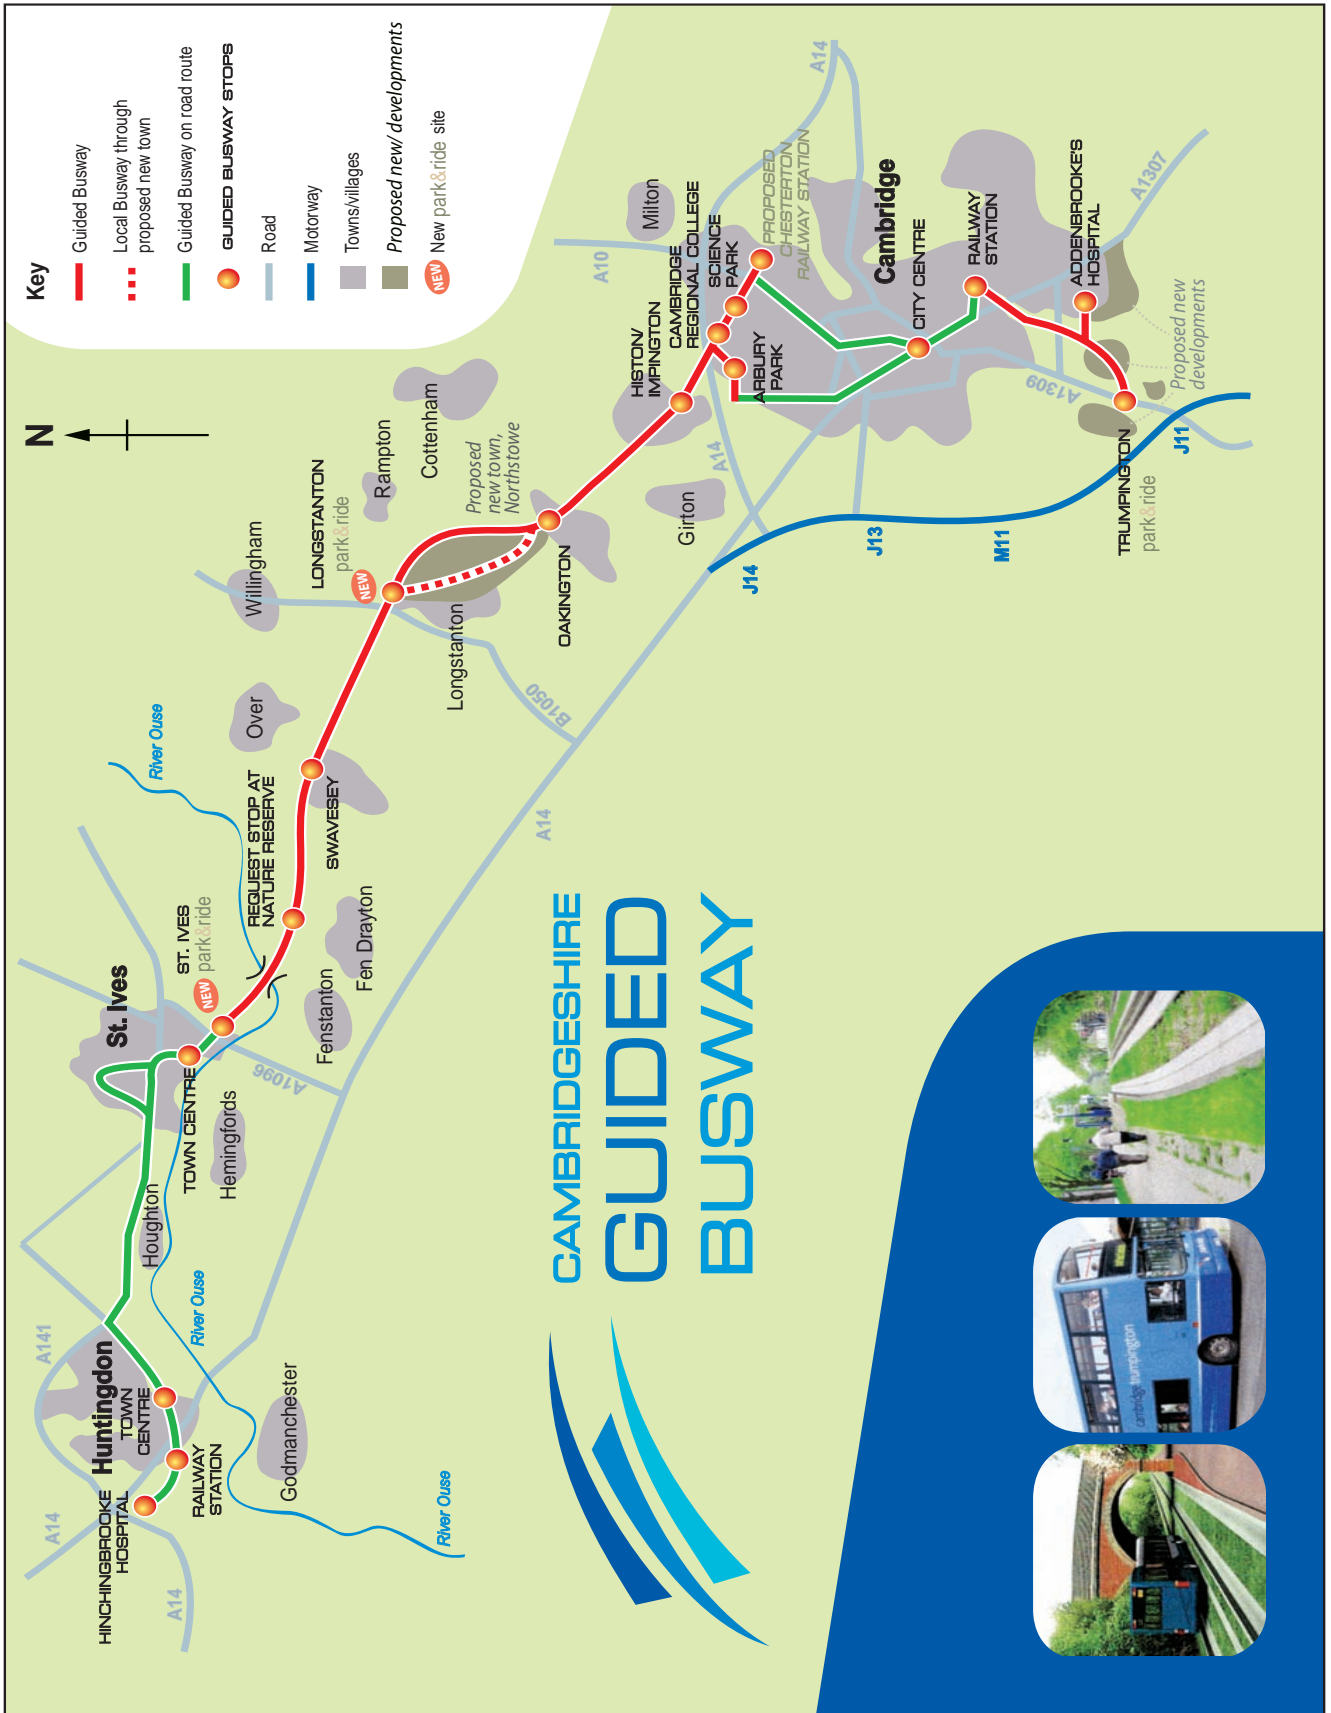 Key
Guided Busway
Local Busway through
proposed new town
Guided Busway on road route
GUIDED BUSWAY STOPS
Road
Motorway
Towns/villages
Proposed new/ developments
NEW
New park&ride site
N
A14
HINCHINGBROOKE
HOSPITAL
A14
A141
Huntingdon
TOWN
CENTRE
RAILWAY
STATION
Godmanchester
River Ouse
River Ouse
Houghton
Hemingfords
St. Ives
TOWN CENTRE
A1096
NEW
ST. IVES
park&ride
Fenstanton
Fen Drayton
REQUEST STOP AT
NATURE RESERVE
River Ouse
SWAVESEY
Over
Willingham
NEW
LONGSTANTON
park&ride
Longstanton
B1050
A14
Rampton
Cottenham
Proposed
new town,
Northstowe
OAKINGTON
Girton
A14
HISTON/
IMPINGTON
CAMBRIDGE
REGIONAL COLLEGE
SCIENCE
PARK
ARBURY
PARK
A10
Milton
PROPOSED
CHESTERTON
RAILWAY STATION
A14
Cambridge
CITY CENTRE
RAILWAY
STATION
ADDENBROOKE'S
HOSPITAL
A1307
Proposed new
developments
A1309
TRUMPINGTON
park&ride
J14
J13
M11
J11
CAMBRIDGESHIRE
GUIDED
BUSWAY
cambridge trumpington